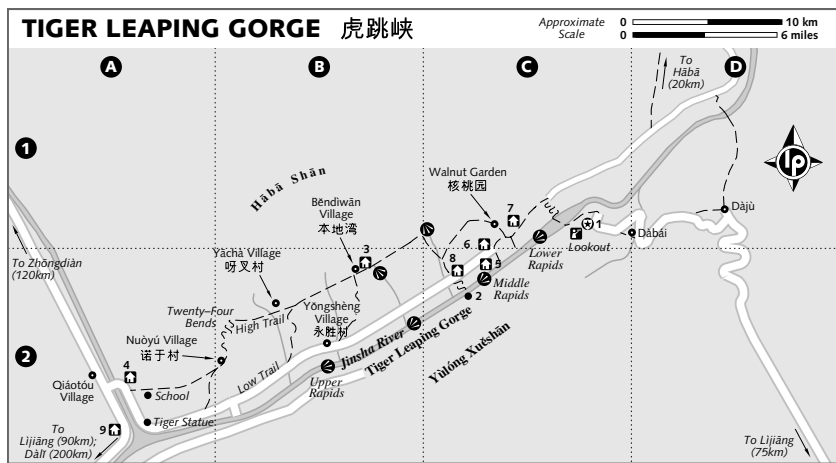 TIGER LEAPING GORGE 虎跳峡
Approximate
Scale
0 10 km
0 6 miles
A
B
C
D
To
Hābā
(20km)
1
Hābā Shān
Walnut Garden
核桃园
7
Běndìwān
Village
本地湾
1
Lookout
Dàbái
Dàjù
To Zhōngdiàn
(120km)
Yāchà Village
呀叉村
3
6
8
5
Lower
Rapids
Middle
Rapids
2
Twenty-Four
Bends
High Trail
Yǒngshèng
Village
永胜村
Nuòyú Village
诺于村
2
Jinsha River
Tiger Leaping Gorge
Yùlóng Xuěshān
Low Trail
Upper
Rapids
4
Qiáotóu
Village
School
Tiger Statue
9
To
Lìjiāng (90km);
Dàlǐ (200km)
To Lìjiāng
(75km)
lp